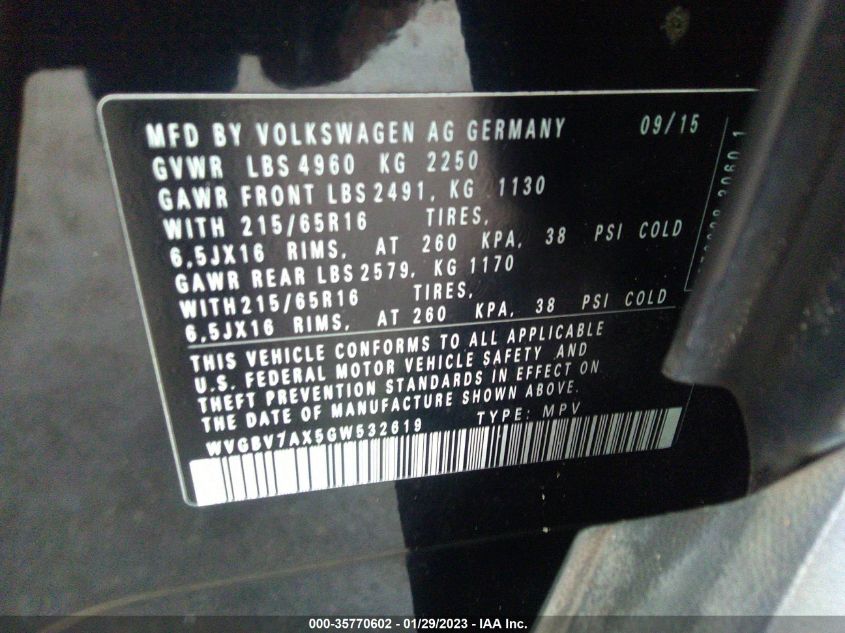 MFD BY VOLKSWAGEN AG GERMANY 09/15
GVWR LBS 4960 KG 2250
GAWR FRONT LBS 2491, KG 1130
WITH 215/65R16 TIRES,
6,5JX16 RIMS, AT 260 KPA, 38 PSI COLD
GAWR REAR LBS 2579, KG 1170
WITH 215/65R16 TIRES,
6,5JX16 RIMS, AT 260 KPA, 38 PSI COLD
THIS VEHICLE CONFORMS TO ALL APPLICABLE
U.S. FEDERAL MOTOR VEHICLE SAFETY AND
THEFT PREVENTION STANDARDS IN EFFECT ON
THE DATE OF MANUFACTURE SHOWN ABOVE.
WVGBV7AX5GW532619 TYPE: MPV
000-35770602 - 01/29/2023 - IAA Inc.